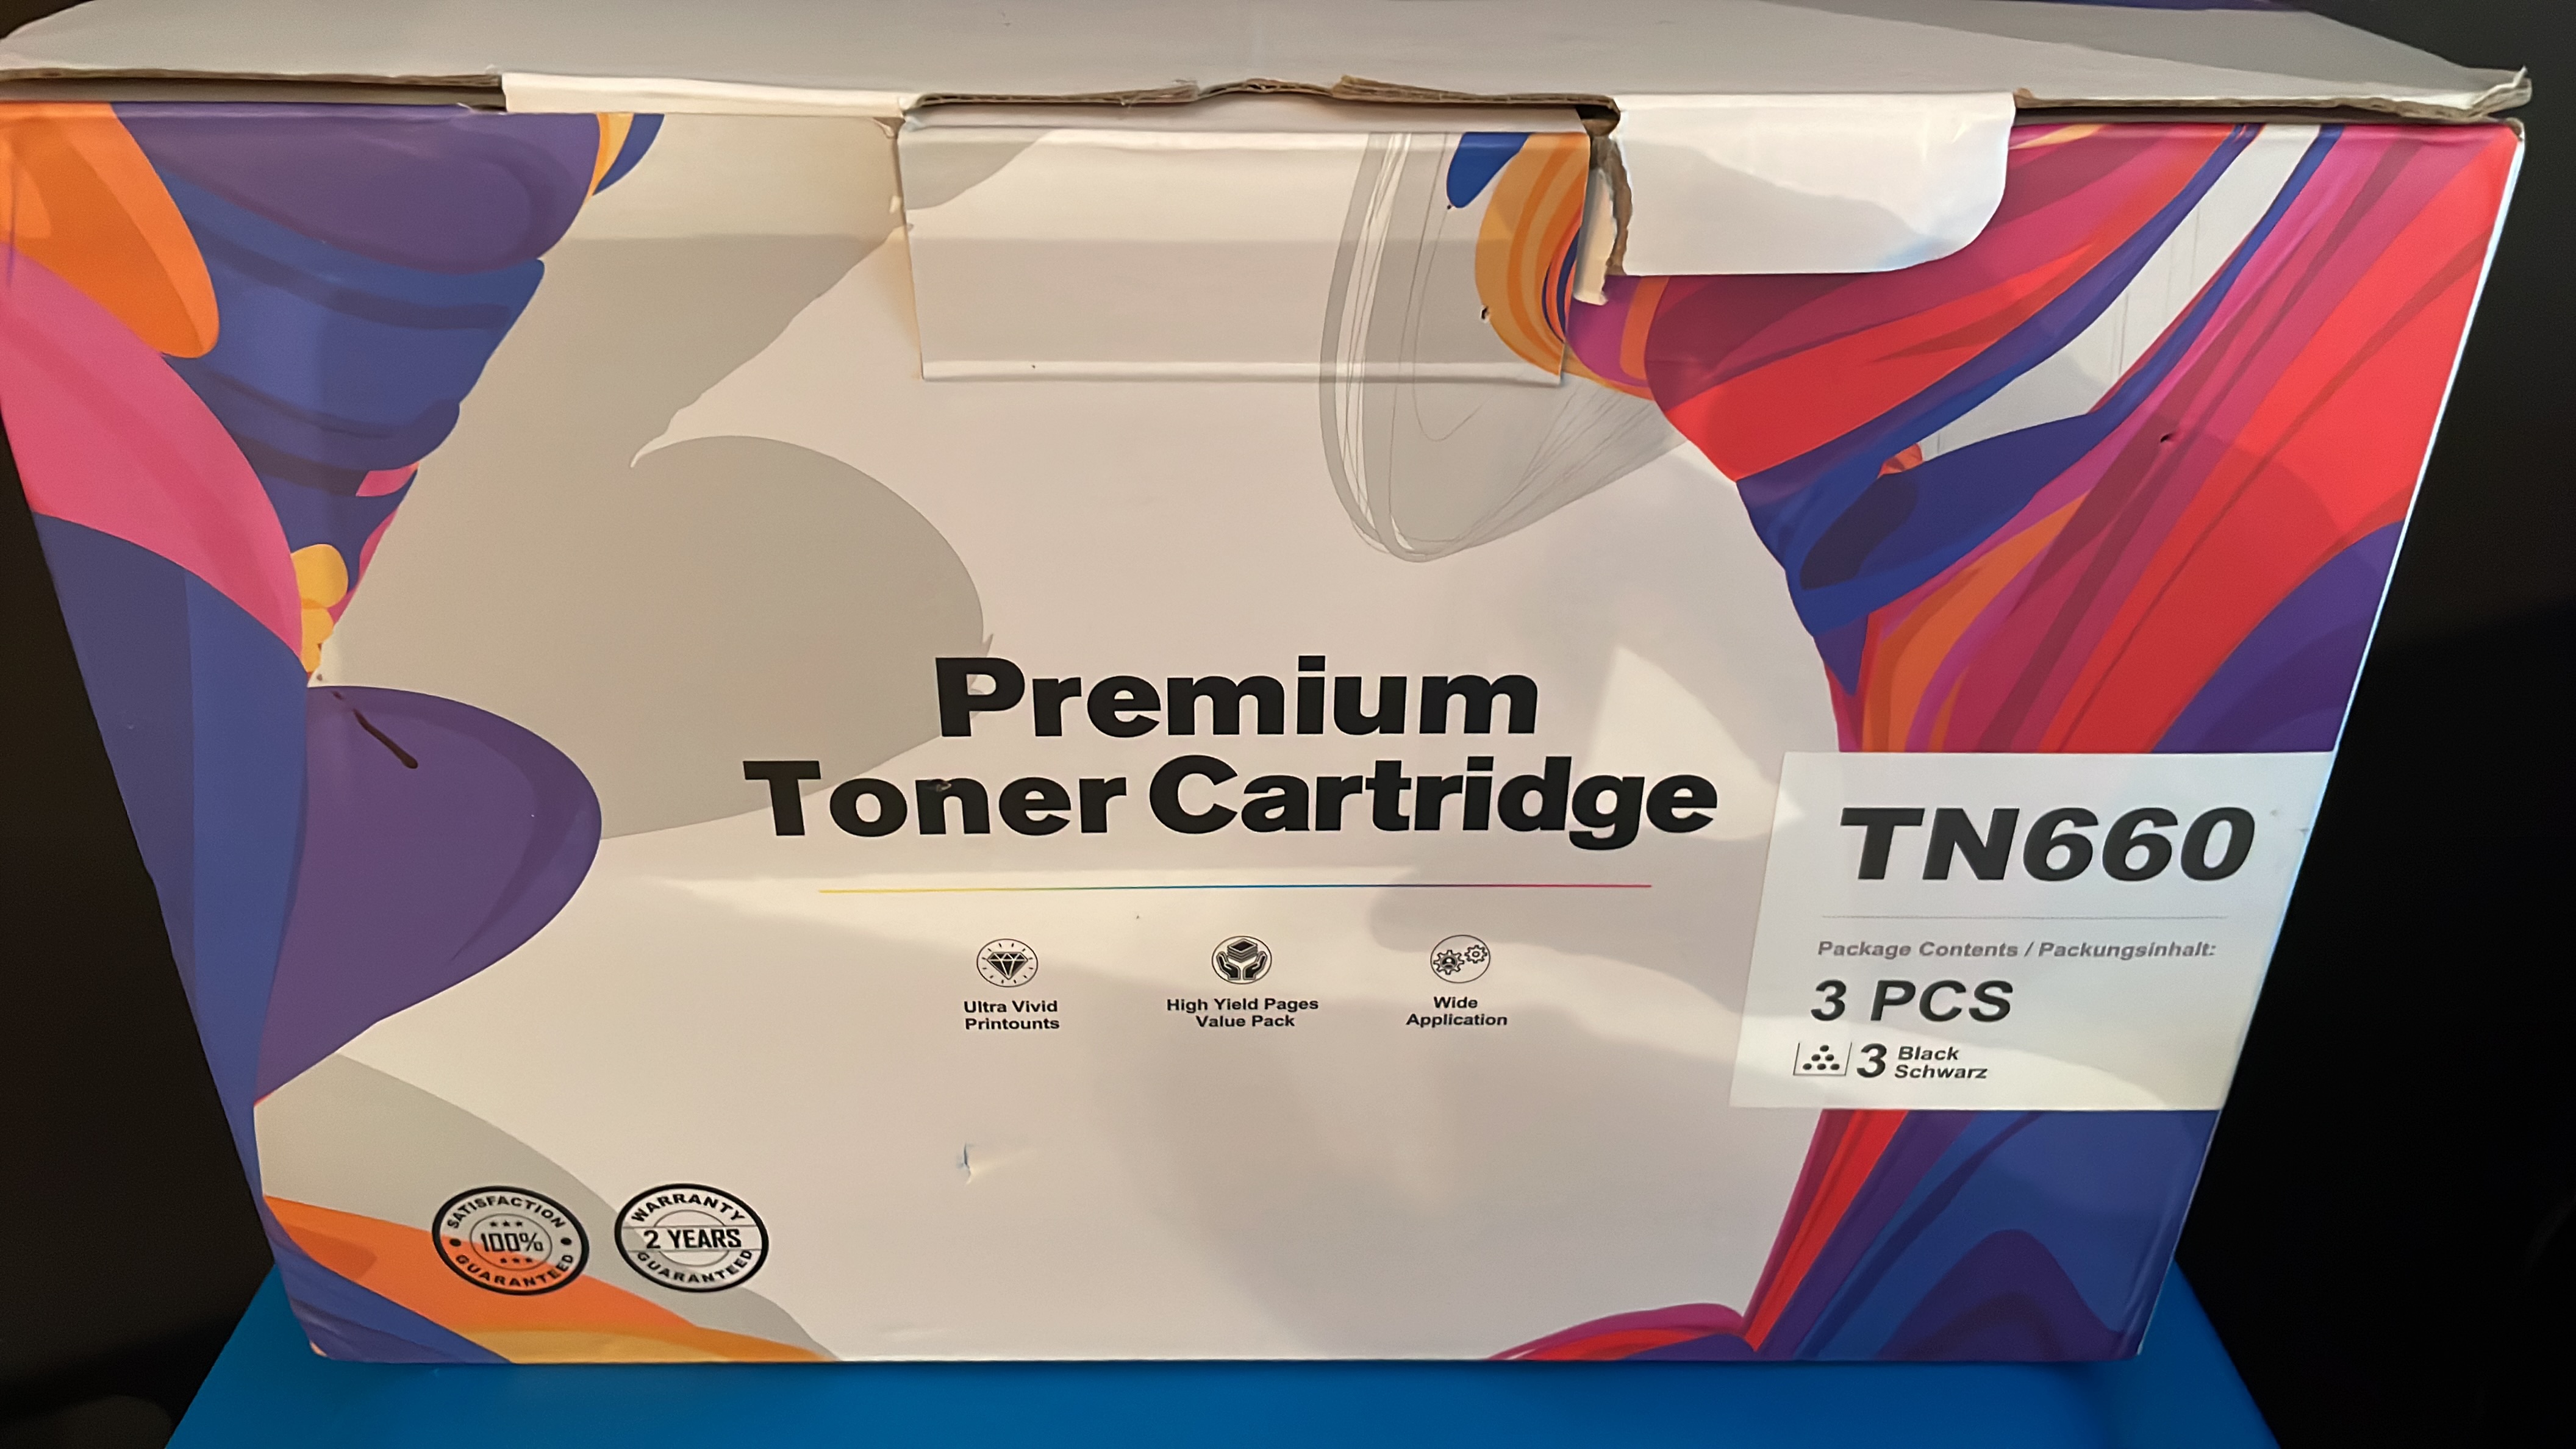 Premium
Toner Cartridge
Ultra Vivid
Printounts
High Yield Pages
Value Pack
Wide
Application
TN660
Package Contents / Packungsinhalt:
3 PCS
3 Black
Schwarz
SATISFACTION
100%
GUARANTEED
WARRANTY
2 YEARS
GUARANTEED